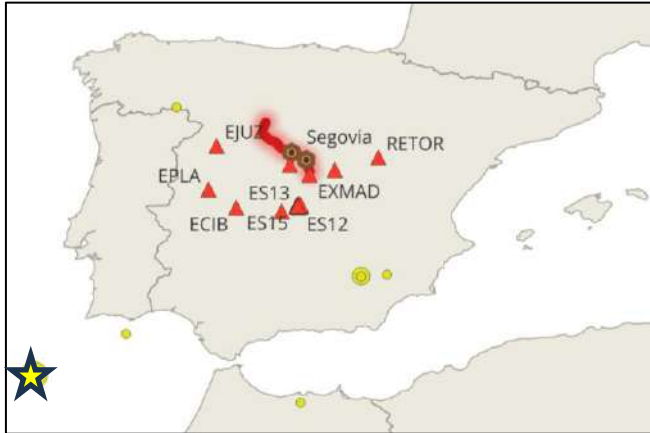 EJUZ
Segovia
RETOR
EPLA
ES13
EXMAD
ECIB
ES15
ES12